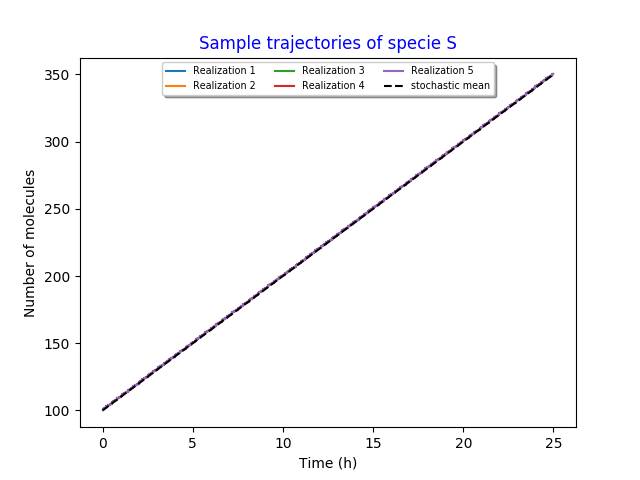 Sample trajectories of specie S
Realization 1 Realization 3 Realization 5
Realization 2 Realization 4 stochastic mean
350
300
250
200
150
100
Number of molecules
0 5 10 15 20 25
Time (h)